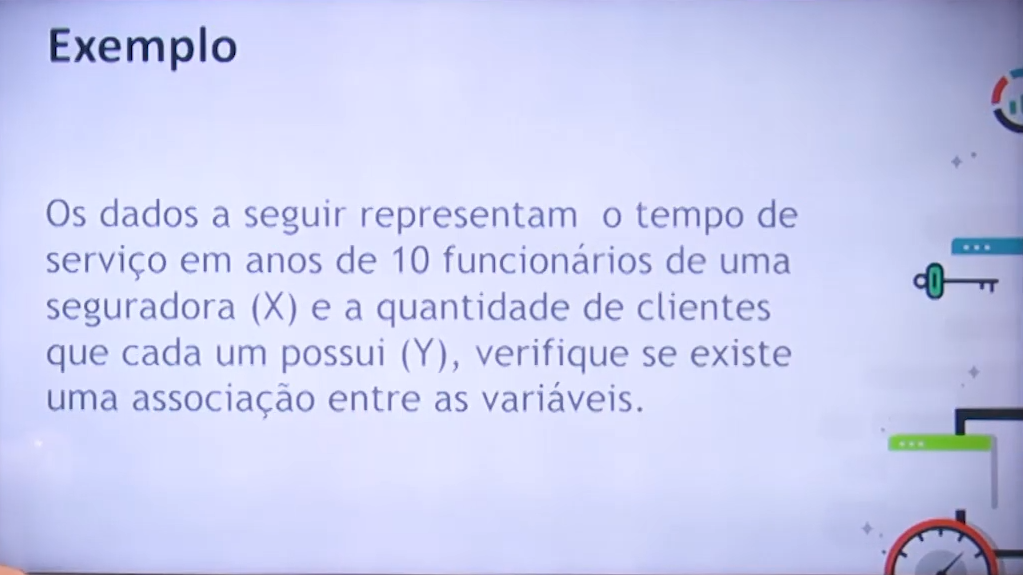 Exemplo
Os dados a seguir representam o tempo de
serviço em anos de 10 funcionários de uma
seguradora (X) e a quantidade de clientes
que cada um possui (Y), verifique se existe
uma associação entre as variáveis.